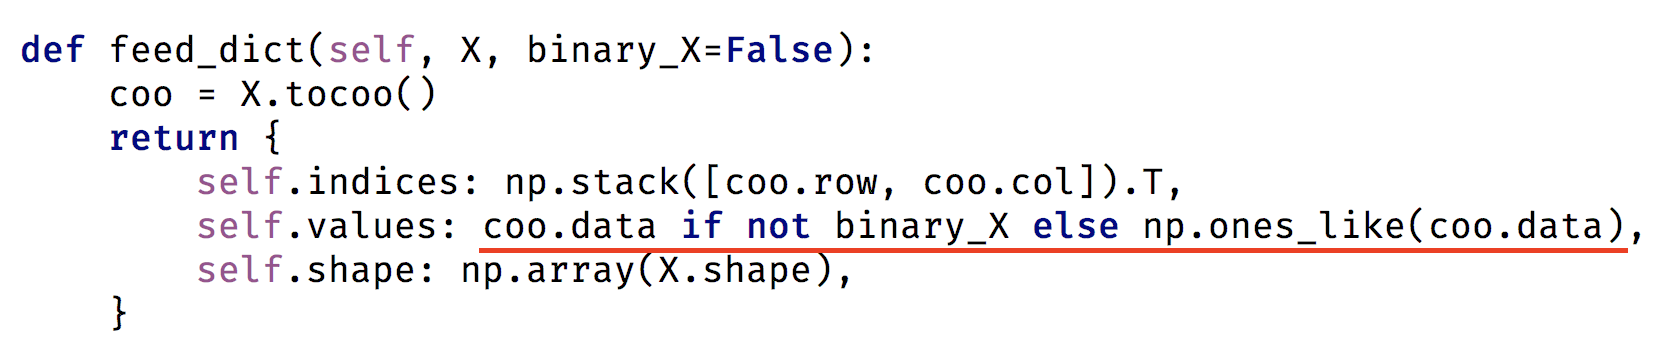 def feed_dict(self, X, binary_X=False):
    coo = X.tocoo()
    return {
        self.indices: np.stack([coo.row, coo.col]).T,
        self.values: coo.data if not binary_X else np.ones_like(coo.data),
        self.shape: np.array(X.shape),
    }